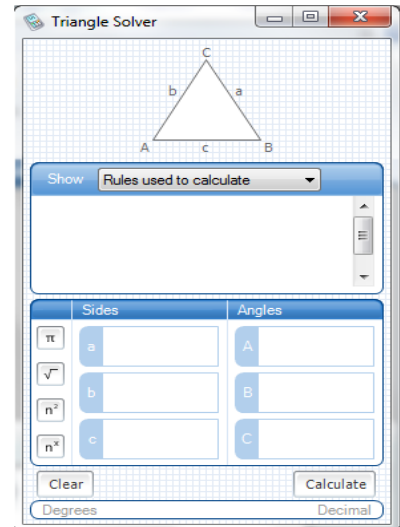 Triangle Solver
C
b a
A c B
Show Rules used to calculate
Sides Angles
π
a A
√
b B
n²
c C
nˣ
Clear Calculate
Degrees Decimal